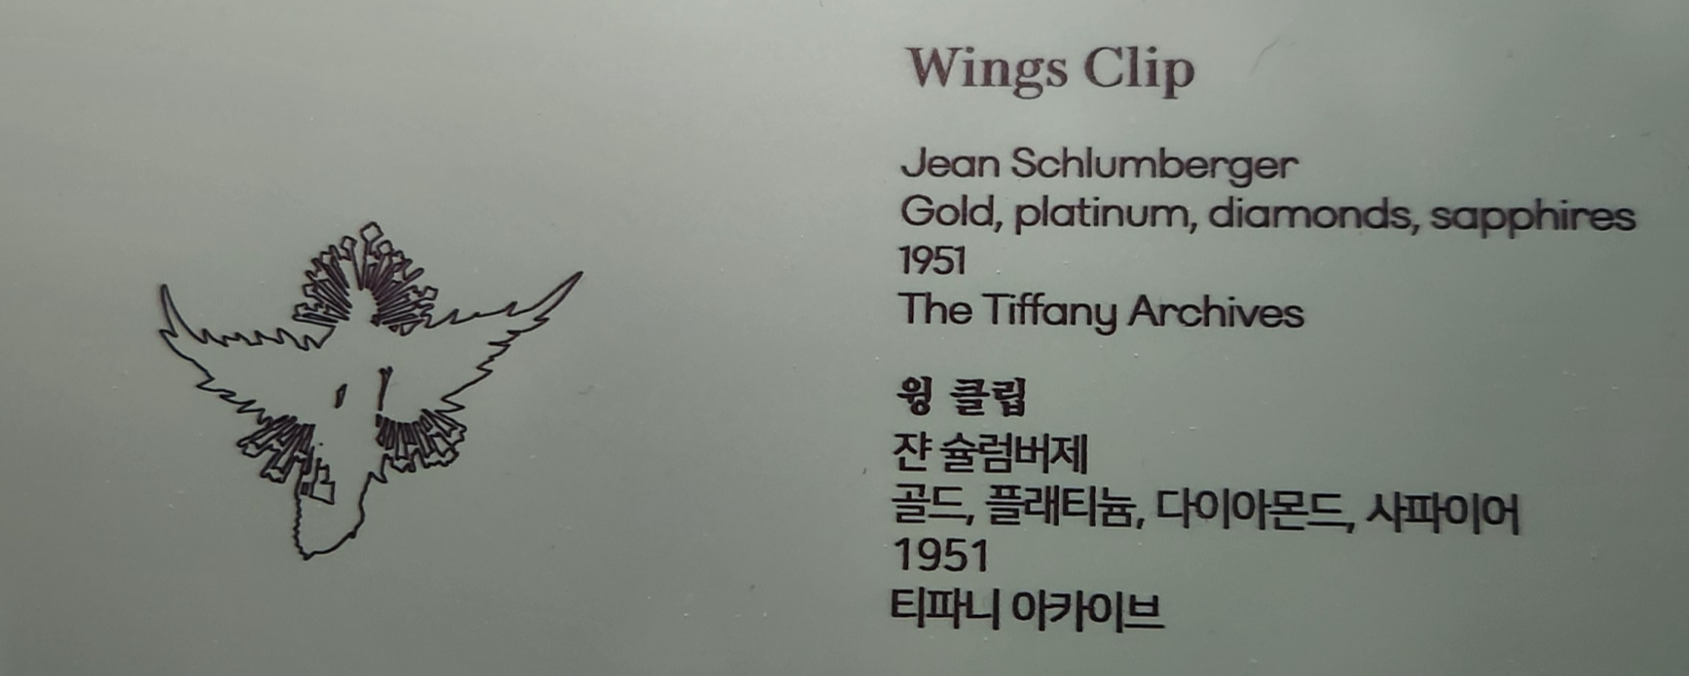 Wings Clip
Jean Schlumberger
Gold, platinum, diamonds, sapphires
1951
The Tiffany Archives
윙 클립
쟌 슐럼버제
골드, 플래티늄, 다이아몬드, 사파이어
1951
티파니 아카이브